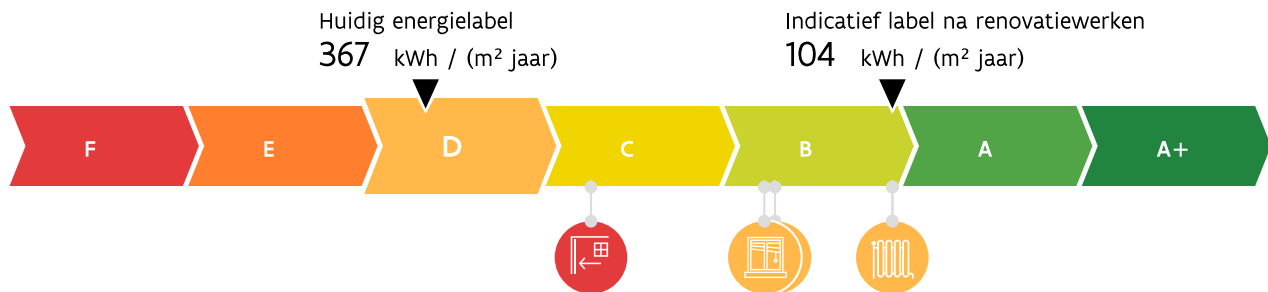 Huidig energielabel
367 kWh / (m² jaar)
Indicatief label na renovatiewerken
104 kWh / (m² jaar)
F E D C B A A+